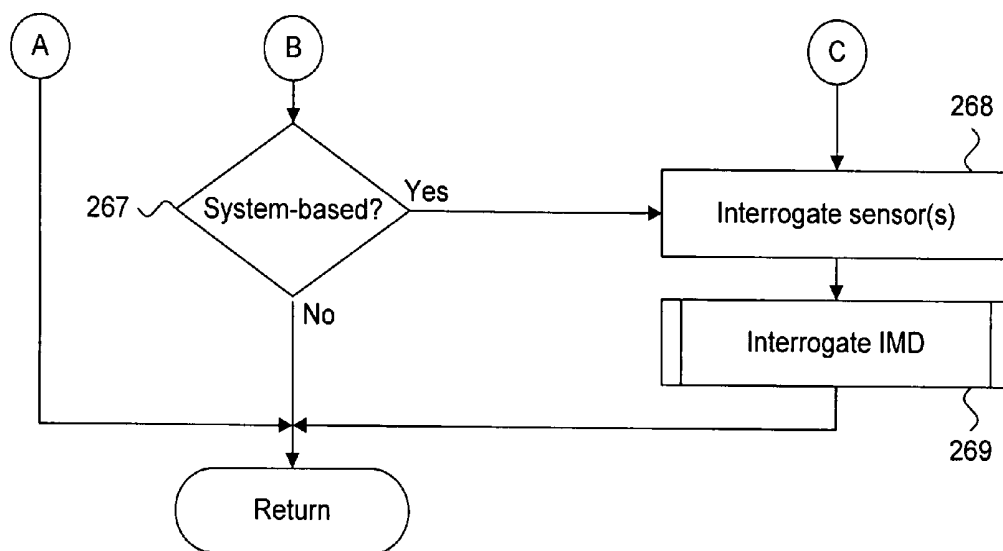 A
B
C
268
267
System-based?
Yes
Interrogate sensor(s)
No
Interrogate IMD
269
Return